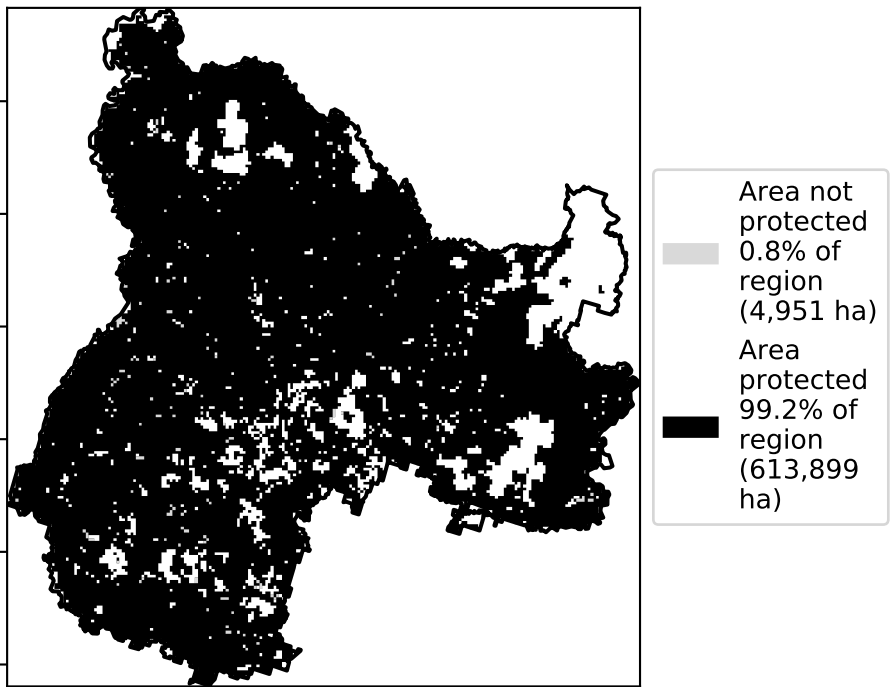 Area not
protected
0.8% of
region
(4,951 ha)
Area
protected
99.2% of
region
(613,899
ha)